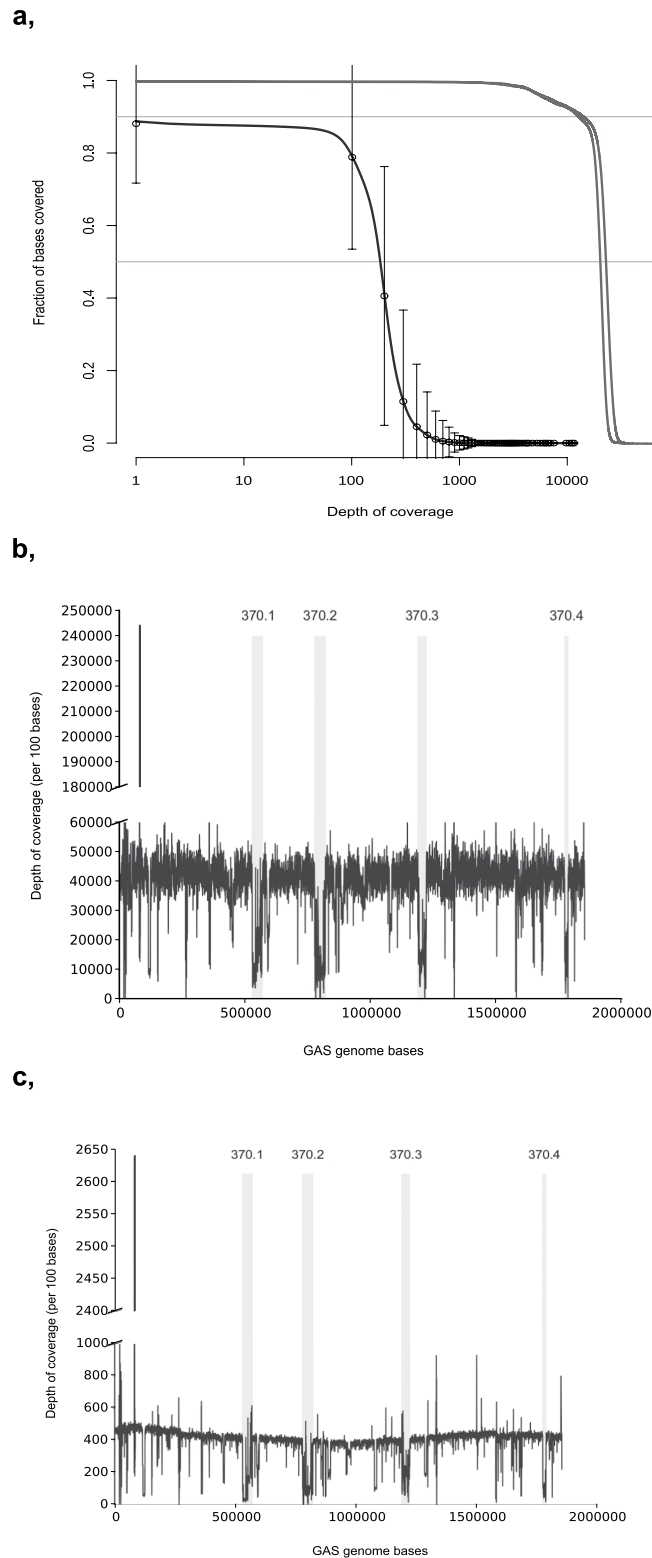 a,
1.0
0.8
0.6
0.4
0.2
0.0
Fraction of bases covered
1 10 100 1000 10000
Depth of coverage
b,
370.1 370.2 370.3 370.4
250000
240000
230000
220000
210000
200000
190000
180000
60000
50000
40000
30000
20000
10000
0
Depth of coverage (per 100 bases)
0 500000 1000000 1500000 2000000
GAS genome bases
c,
370.1 370.2 370.3 370.4
2650
2600
2550
2500
2450
2400
1000
800
600
400
200
0
Depth of coverage (per 100 bases)
0 500000 1000000 1500000 2000000
GAS genome bases